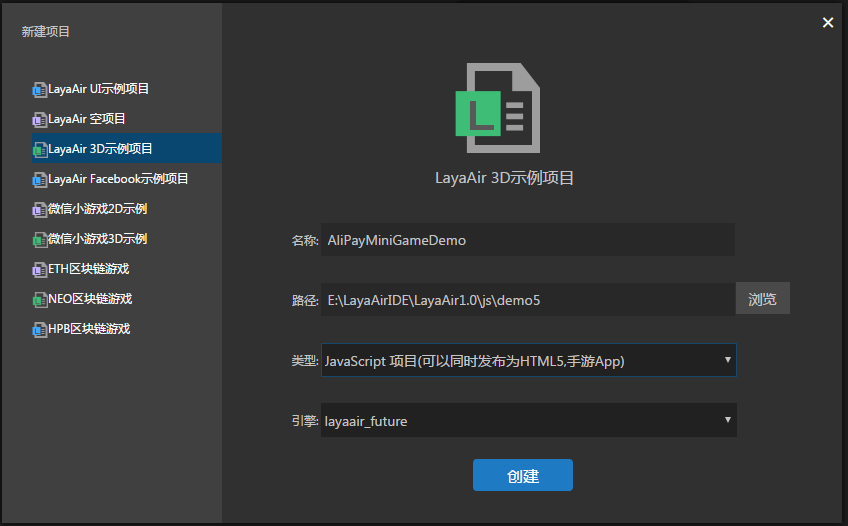 新建项目
LayaAir UI示例项目
LayaAir 空项目
LayaAir 3D示例项目
LayaAir Facebook示例项目
微信小游戏2D示例
微信小游戏3D示例
ETH区块链游戏
NEO区块链游戏
HPB区块链游戏
LayaAir 3D示例项目
名称: AliPayMiniGameDemo
路径: E:\LayaAirIDE\LayaAir1.0\js\demo5 浏览
类型: JavaScript 项目(可以同时发布为HTML5,手游App)
引擎: layaair_future
创建